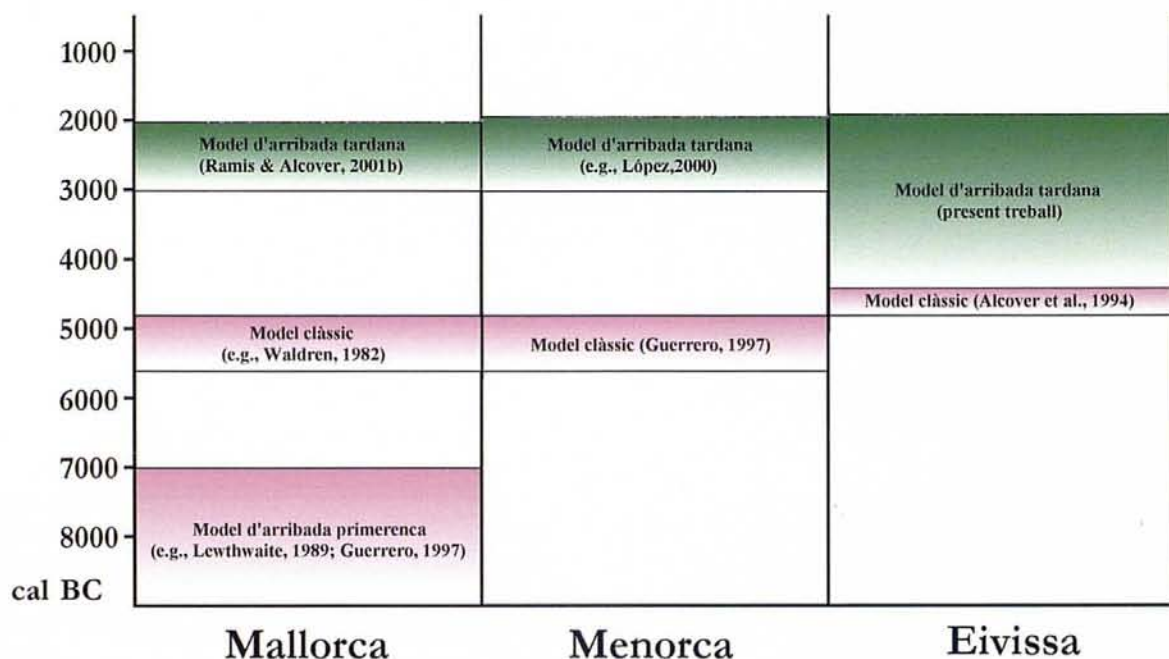 1000
2000
3000
4000
5000
6000
7000
8000
cal BC
Model d'arribada tardana
(Ramis & Alcover, 2001b)
Model clàssic
(e.g., Waldren, 1982)
Model d'arribada primerenca
(e.g., Lewthwaite, 1989; Guerrero, 1997)
Mallorca
Model d'arribada tardana
(e.g., López,2000)
Model clàssic (Guerrero, 1997)
Menorca
Model d'arribada tardana
(present treball)
Model clàssic (Alcover et al., 1994)
Eivissa